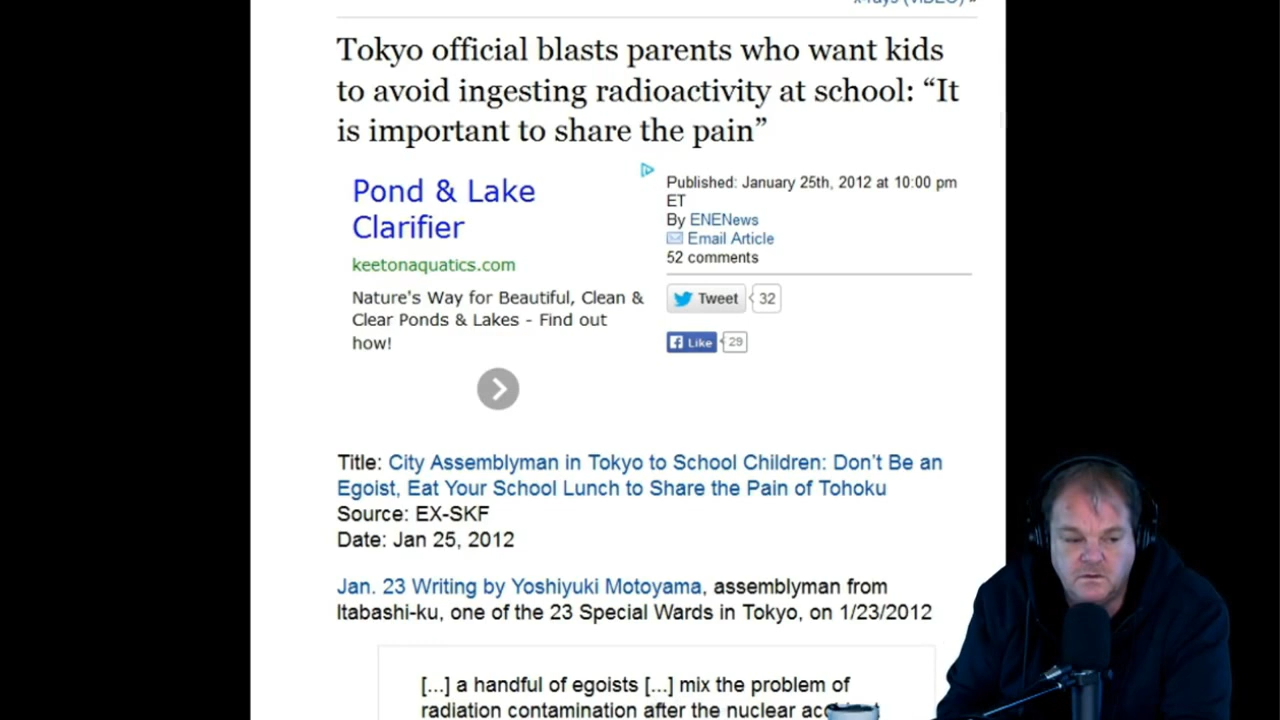 x-rays (VIDEO) »
Tokyo official blasts parents who want kids
to avoid ingesting radioactivity at school: “It
is important to share the pain”
Pond & Lake
Clarifier
keetonaquatics.com
Nature's Way for Beautiful, Clean &
Clear Ponds & Lakes - Find out
how!
Published: January 25th, 2012 at 10:00 pm
ET
By ENENews
Email Article
52 comments
Tweet 32
Like 29
Title: City Assemblyman in Tokyo to School Children: Don’t Be an
Egoist, Eat Your School Lunch to Share the Pain of Tohoku
Source: EX-SKF
Date: Jan 25, 2012
Jan. 23 Writing by Yoshiyuki Motoyama, assemblyman from
Itabashi-ku, one of the 23 Special Wards in Tokyo, on 1/23/2012
[...] a handful of egoists [...] mix the problem of
radiation contamination after the nuclear